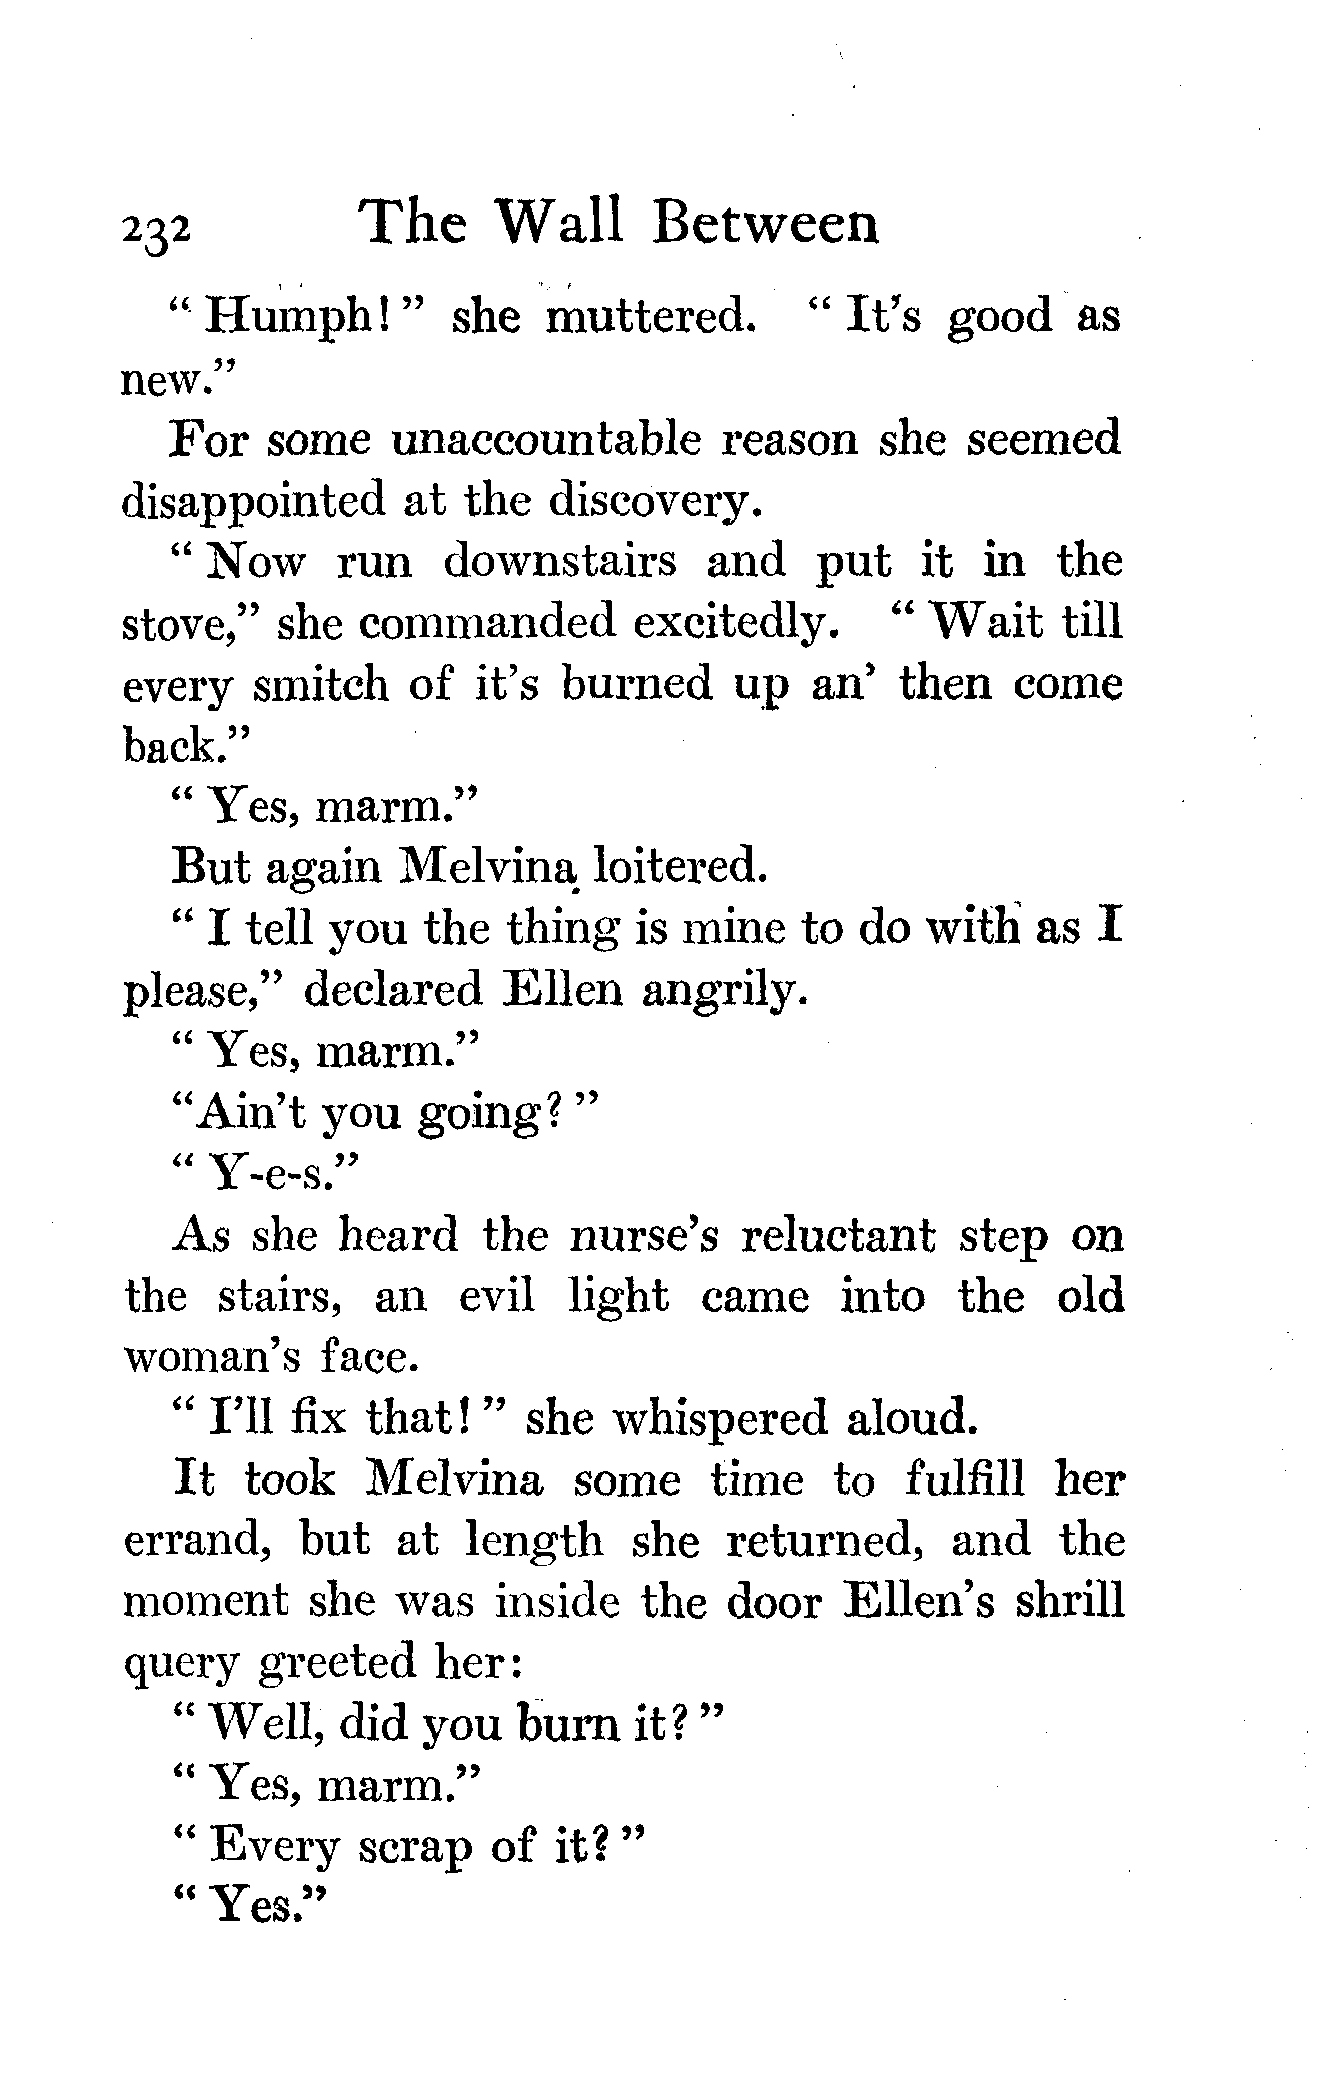 232 The Wall Between
“ Humph! ” she muttered. “ It’s good as
new.”
For some unaccountable reason she seemed
disappointed at the discovery.
“ Now run downstairs and put it in the
stove,” she commanded excitedly. “ Wait till
every smitch of it’s burned up an’ then come
back.”
“ Yes, marm.”
But again Melvina loitered.
“ I tell you the thing is mine to do with as I
please,” declared Ellen angrily.
“ Yes, marm.”
“Ain’t you going? ”
“ Y-e-s.”
As she heard the nurse’s reluctant step on
the stairs, an evil light came into the old
woman’s face.
“ I’ll fix that! ” she whispered aloud.
It took Melvina some time to fulfill her
errand, but at length she returned, and the
moment she was inside the door Ellen’s shrill
query greeted her:
“ Well, did you burn it? ”
“ Yes, marm.”
“ Every scrap of it? ”
“ Yes.”